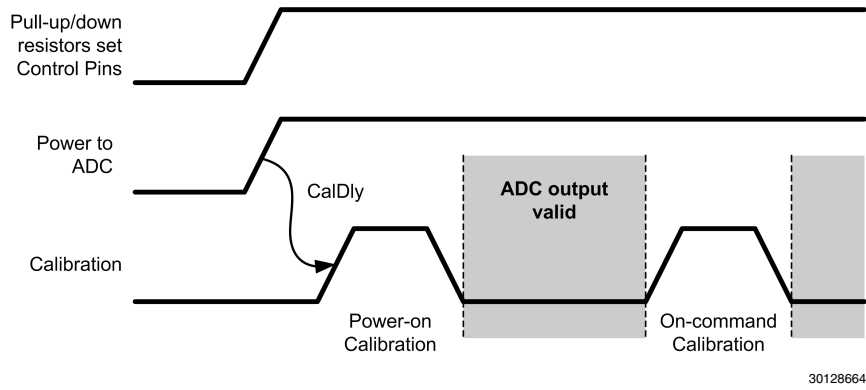 Pull-up/down
resistors set
Control Pins
Power to
ADC
CalDly
ADC output
valid
Calibration
Power-on
Calibration
On-command
Calibration
30128664